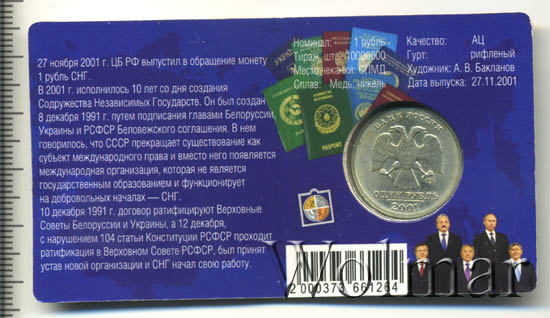 27 ноября 2001 г. ЦБ РФ выпустил в обращение монету
1 рубль СНГ.
В 2001 г. исполнилось 10 лет со дня создания
Содружества Независимых Государств. Он был создан
8 декабря 1991 г. путем подписания главами Белоруссии,
Украины и РСФСР Беловежского соглашения. В нем
говорилось, что СССР прекращает существование как
субъект международного права и вместо него появляется
международная организация, которая не является
государственным образованием и функционирует
на добровольных началах – СНГ.
10 декабря 1991 г. договор ратифицируют Верховные
Советы Белоруссии и Украины, а 12 декабря,
с нарушением 104 статьи Конституции РСФСР проходит
ратификация в Верховном Совете РСФСР, был принят
устав новой организации и СНГ начал свою работу.
Номинал: 1 рубль
Тираж, шт.: 10000000
Место чеканки: СПМД
Сплав: Медь, никель
Качество: АЦ
Гурт: рифленый
Художник: А. В. Бакланов
Дата выпуска: 27.11.2001
PASPORT
БАНК РОССИИ
ОДИН РУБЛЬ
2001
2 000373 661264
Wolmar